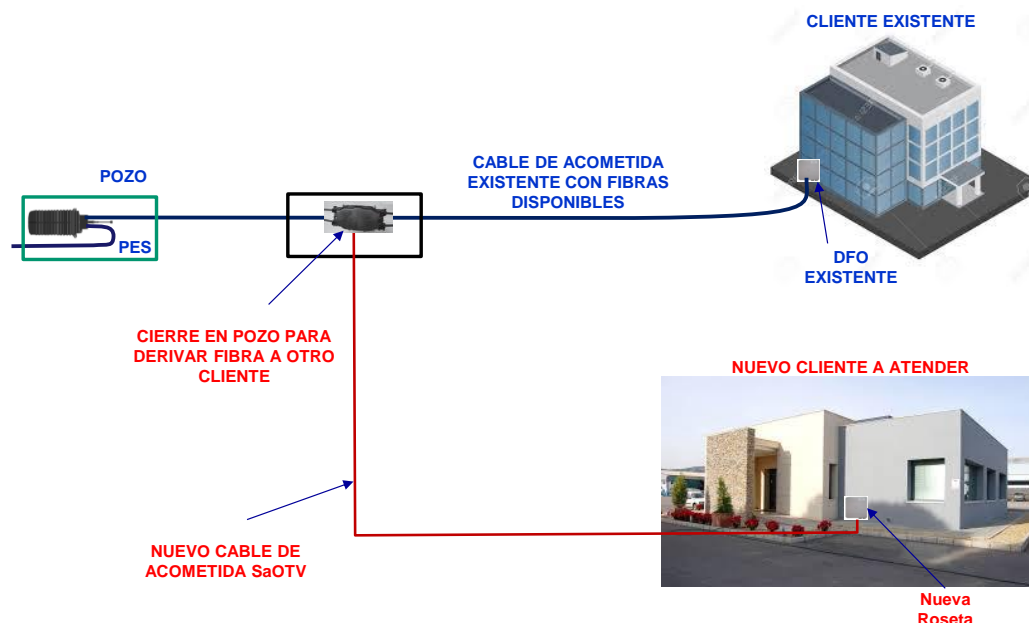 CLIENTE EXISTENTE
POZO
CABLE DE ACOMETIDA
EXISTENTE CON FIBRAS
DISPONIBLES
PES
DFO
EXISTENTE
CIERRE EN POZO PARA
DERIVAR FIBRA A OTRO
CLIENTE
NUEVO CLIENTE A ATENDER
NUEVO CABLE DE
ACOMETIDA SaOTV
Nueva
Roseta